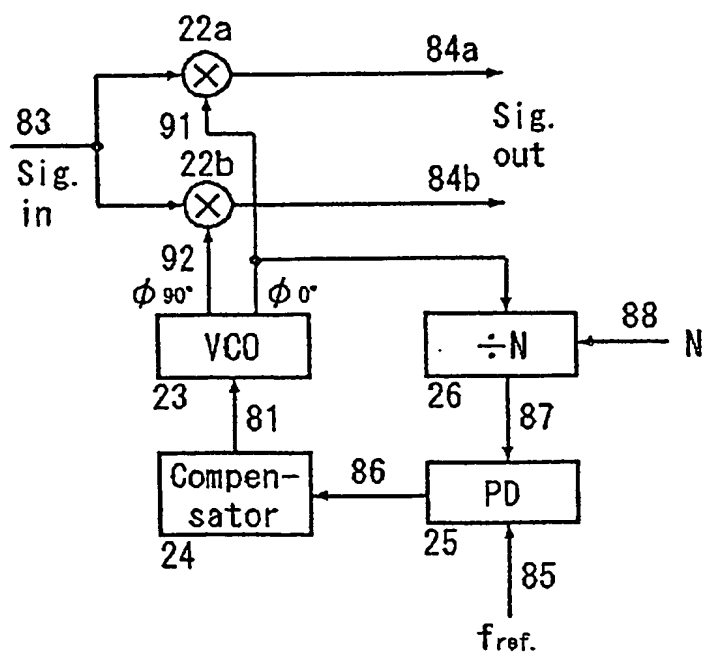 22a
84a
83
91
Sig.
out
Sig.
in
22b
84b
92
ϕ90°
ϕ0°
88
VCO
÷N
N
23
81
26
87
Compen-
sator
86
PD
24
25
85
fref.